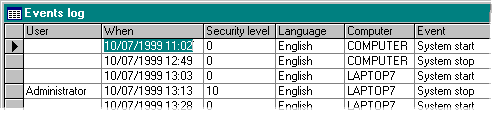 Events log
User When Security level Language Computer Event
10/07/1999 11:02 0 English COMPUTER System start
10/07/1999 12:49 0 English COMPUTER System stop
10/07/1999 13:03 0 English LAPTOP7 System start
Administrator 10/07/1999 13:13 10 English LAPTOP7 System stop
10/07/1999 13:28 0 English LAPTOP7 System start